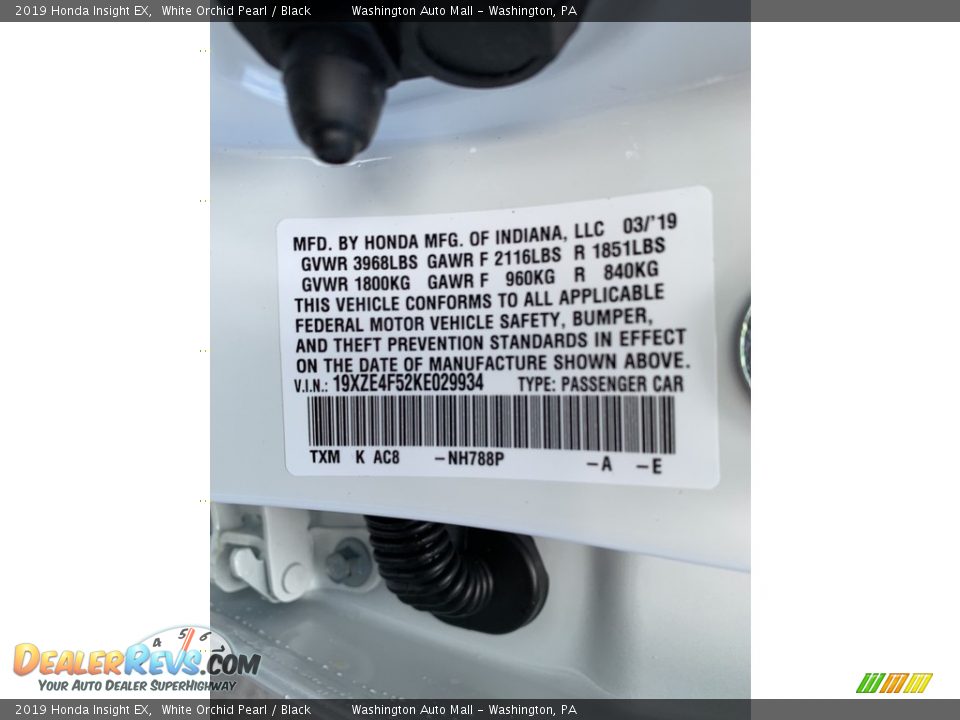 2019 Honda Insight EX, White Orchid Pearl / Black Washington Auto Mall - Washington, PA
MFD. BY HONDA MFG. OF INDIANA, LLC 03/'19
GVWR 3968LBS GAWR F 2116LBS R 1851LBS
GVWR 1800KG GAWR F 960KG R 840KG
THIS VEHICLE CONFORMS TO ALL APPLICABLE
FEDERAL MOTOR VEHICLE SAFETY, BUMPER,
AND THEFT PREVENTION STANDARDS IN EFFECT
ON THE DATE OF MANUFACTURE SHOWN ABOVE.
V.I.N.: 19XZE4F52KE029934 TYPE: PASSENGER CAR
TXM K AC8 -NH788P -A -E
4 5 6
DEALERREVS.COM
YOUR AUTO DEALER SUPERHIGHWAY
2019 Honda Insight EX, White Orchid Pearl / Black Washington Auto Mall - Washington, PA